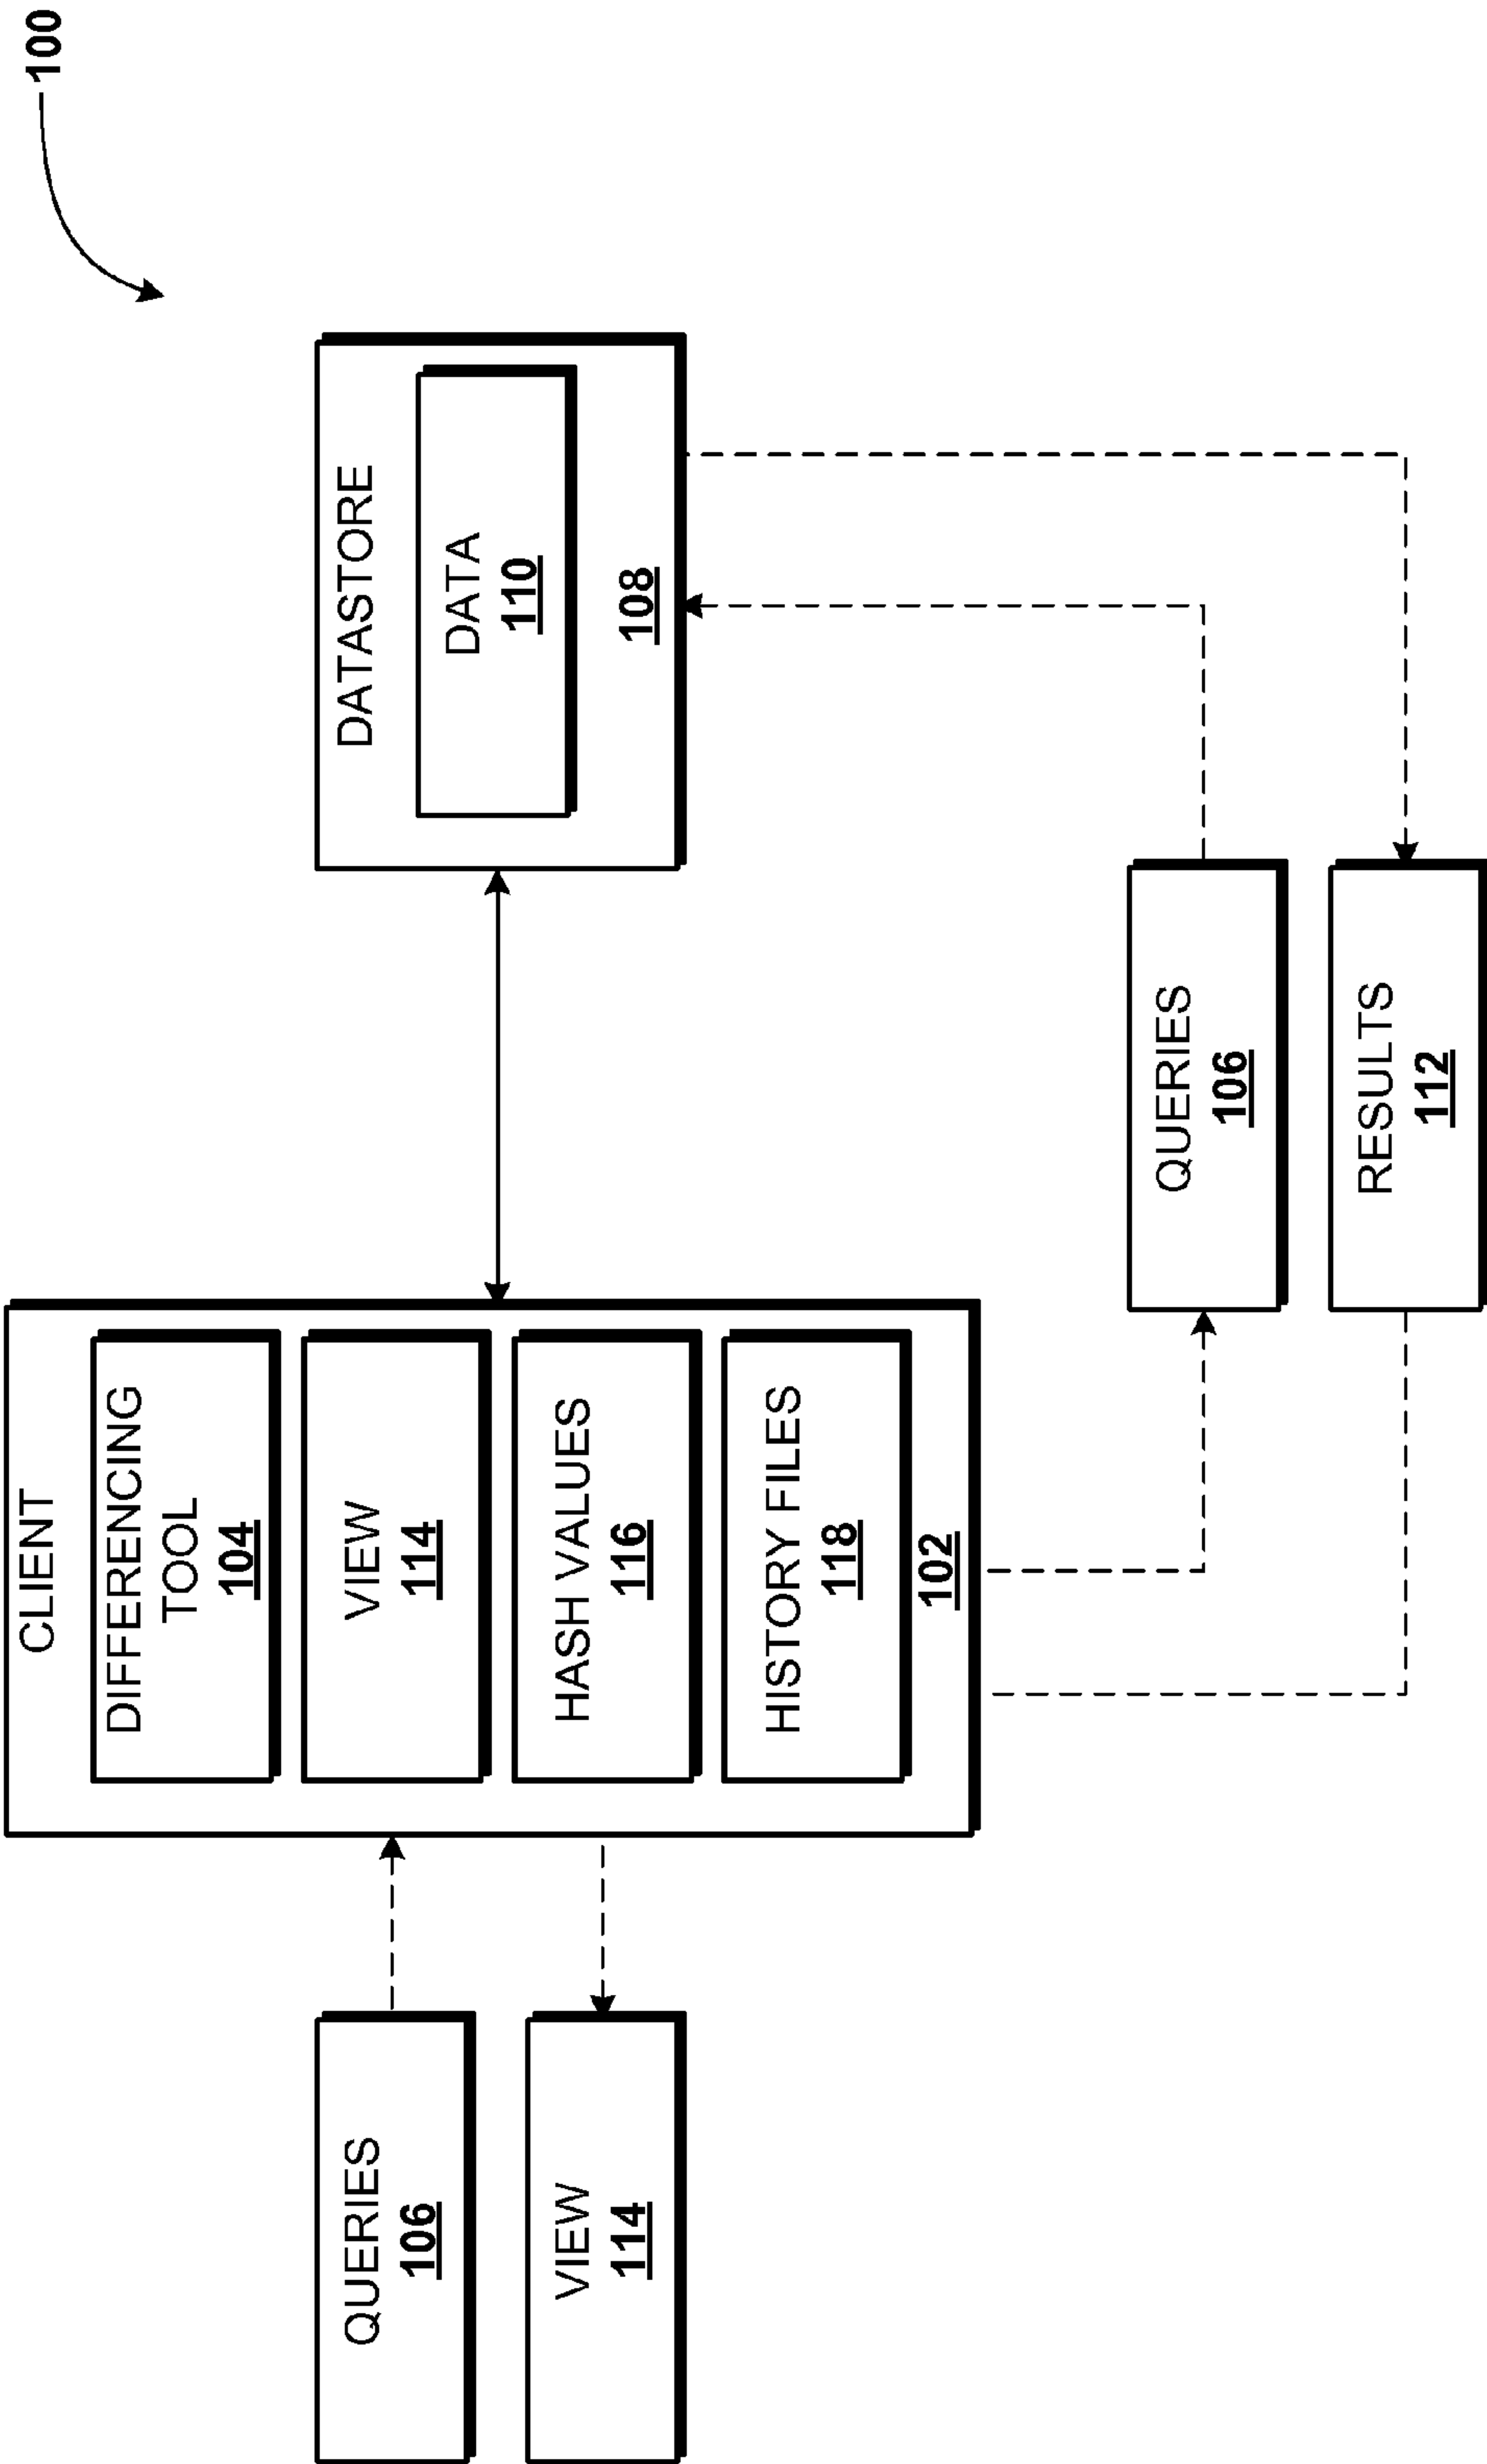 100
CLIENT
DIFFERENCING
TOOL
104
VIEW
114
HASH VALUES
116
HISTORY FILES
118
102
DATASTORE
DATA
110
108
QUERIES
106
VIEW
114
QUERIES
106
RESULTS
112